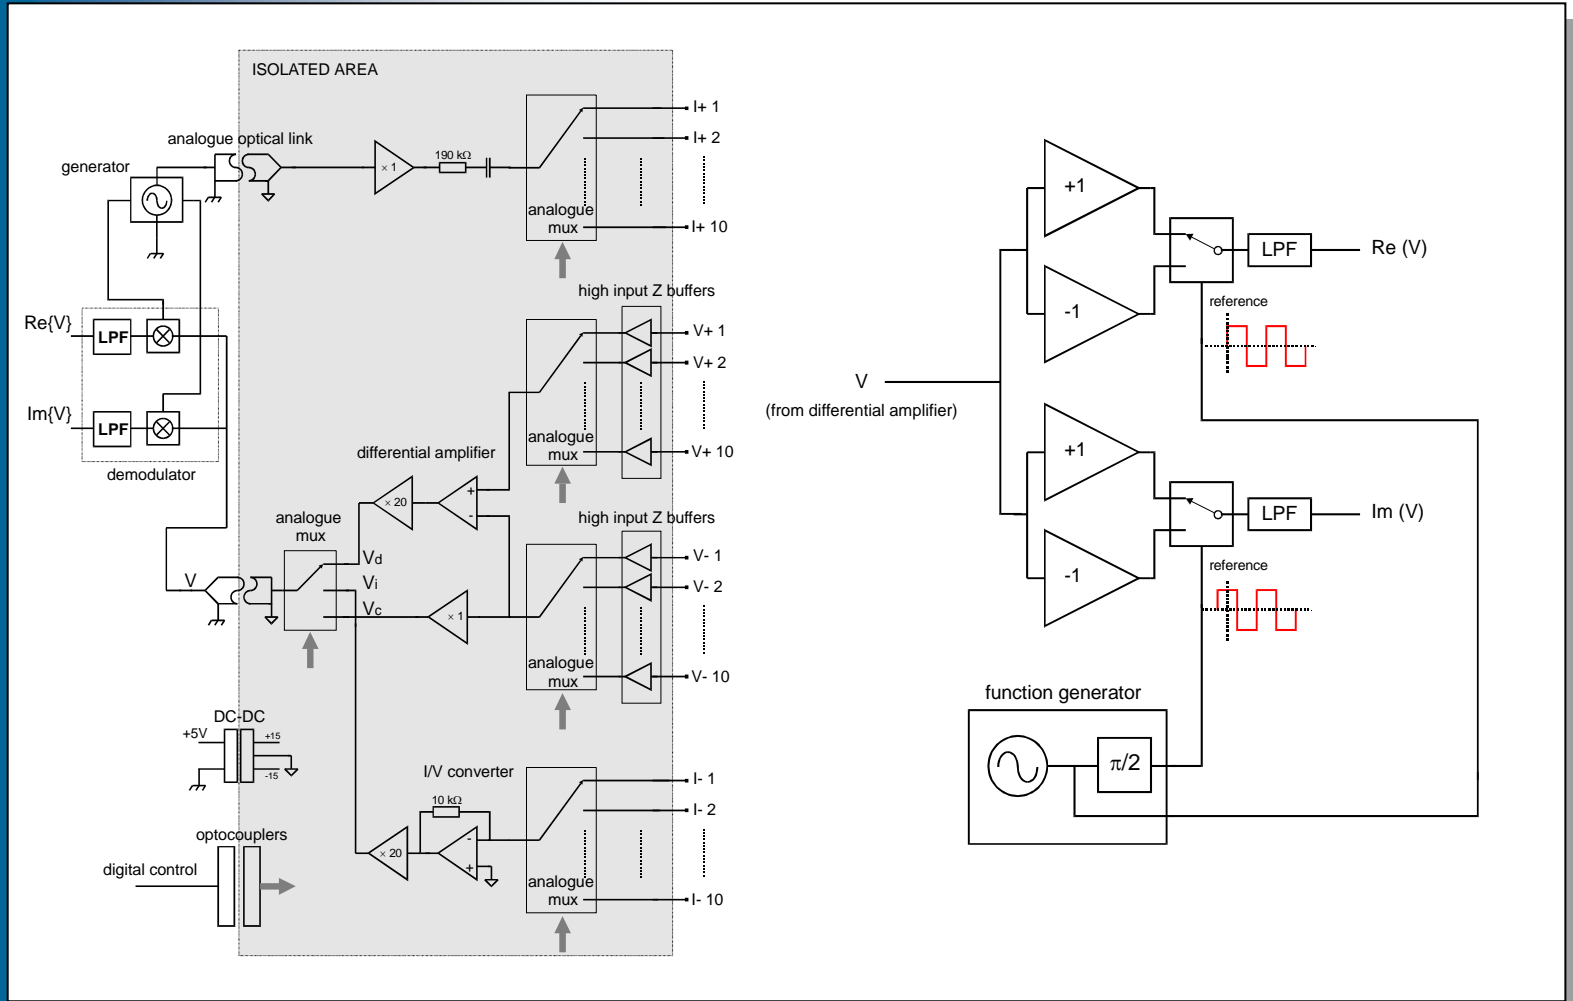 ISOLATED AREA
analogue optical link
generator
× 1
190 kΩ
I+ 1
I+ 2
analogue
mux
I+ 10
high input Z buffers
Re{V}
LPF
V+ 1
V+ 2
Im{V}
LPF
demodulator
analogue
mux
V+ 10
differential amplifier
× 20
+
-
analogue
mux
high input Z buffers
Vd
V
Vi
Vc
× 1
V- 1
V- 2
analogue
mux
V- 10
DC-DC
+5V
+15
-15
I/V converter
10 kΩ
I- 1
I- 2
optocouplers
× 20
-
+
digital control
analogue
mux
I- 10
+1
-1
LPF
Re (V)
reference
V
(from differential amplifier)
+1
-1
LPF
Im (V)
reference
function generator
π/2